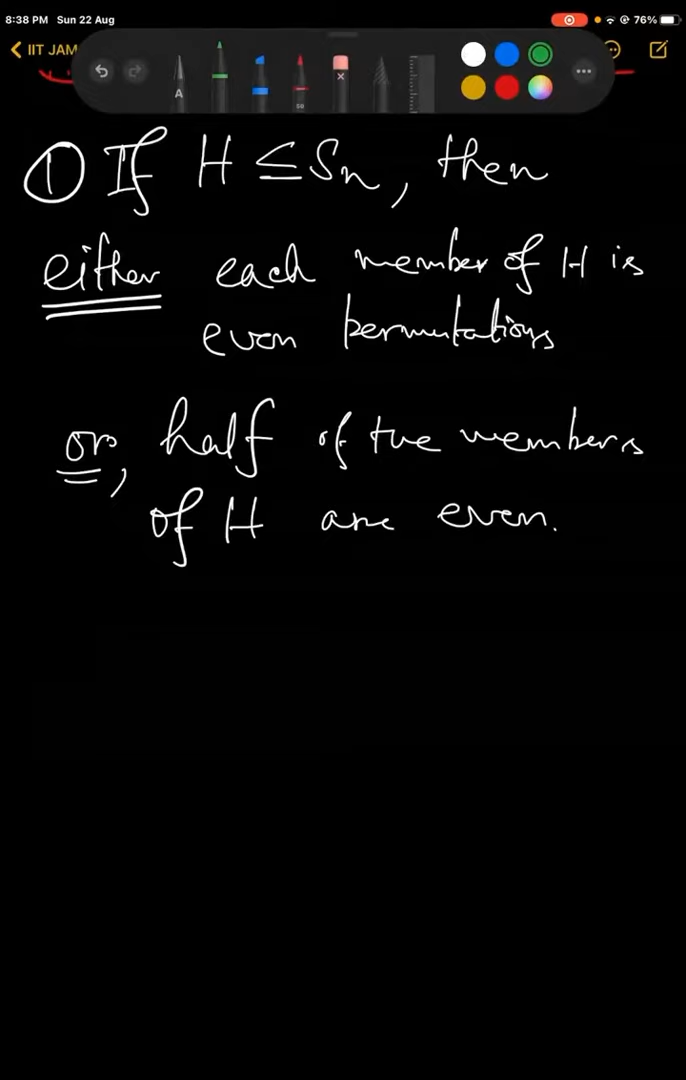 8:38 PM Sun 22 Aug 76%
IIT JAM
① If H ≤ Sn, then
either each member of H is
even permutations
or, half of the members
of H are even.